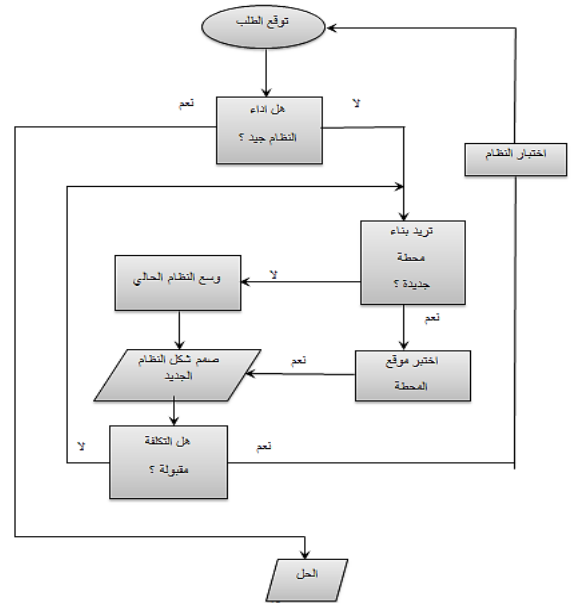 توقع الطلب
نعم
هل اداء
النظام جيد ؟
لا
اختبار النظام
تريد بناء
محطة
جديدة ؟
لا
وسع النظام الحالي
نعم
اختبر موقع
المحطة
نعم
صمم شكل النظام
الجديد
هل التكلفة
مقبولة ؟
لا
نعم
الحل